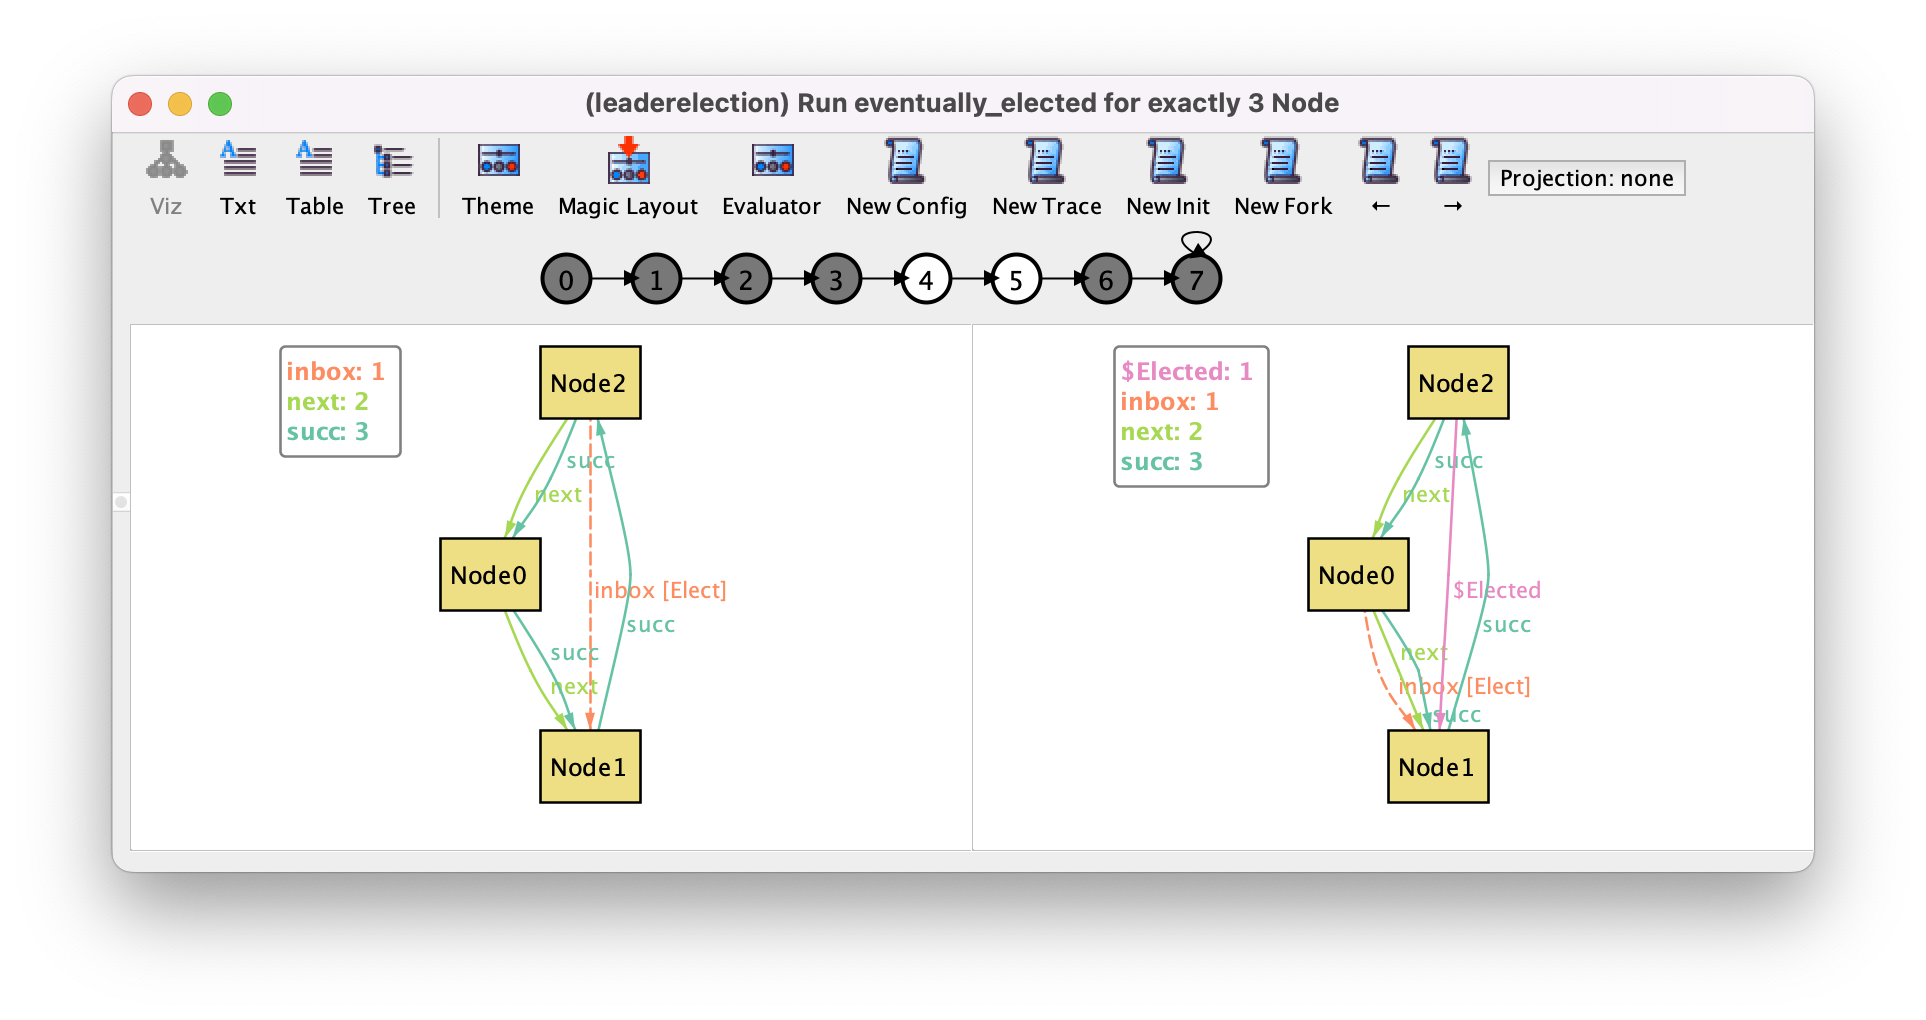 (leaderelection) Run eventually_elected for exactly 3 Node
Viz Txt Table Tree Theme Magic Layout Evaluator New Config New Trace New Init New Fork ← → Projection: none
0 1 2 3 4 5 6 7
inbox: 1
next: 2
succ: 3
Node2
succ
next
Node0
inbox [Elect]
succ
succ
next
Node1
$Elected: 1
inbox: 1
next: 2
succ: 3
Node2
succ
next
Node0
$Elected
succ
next
inbox [Elect]
succ
Node1